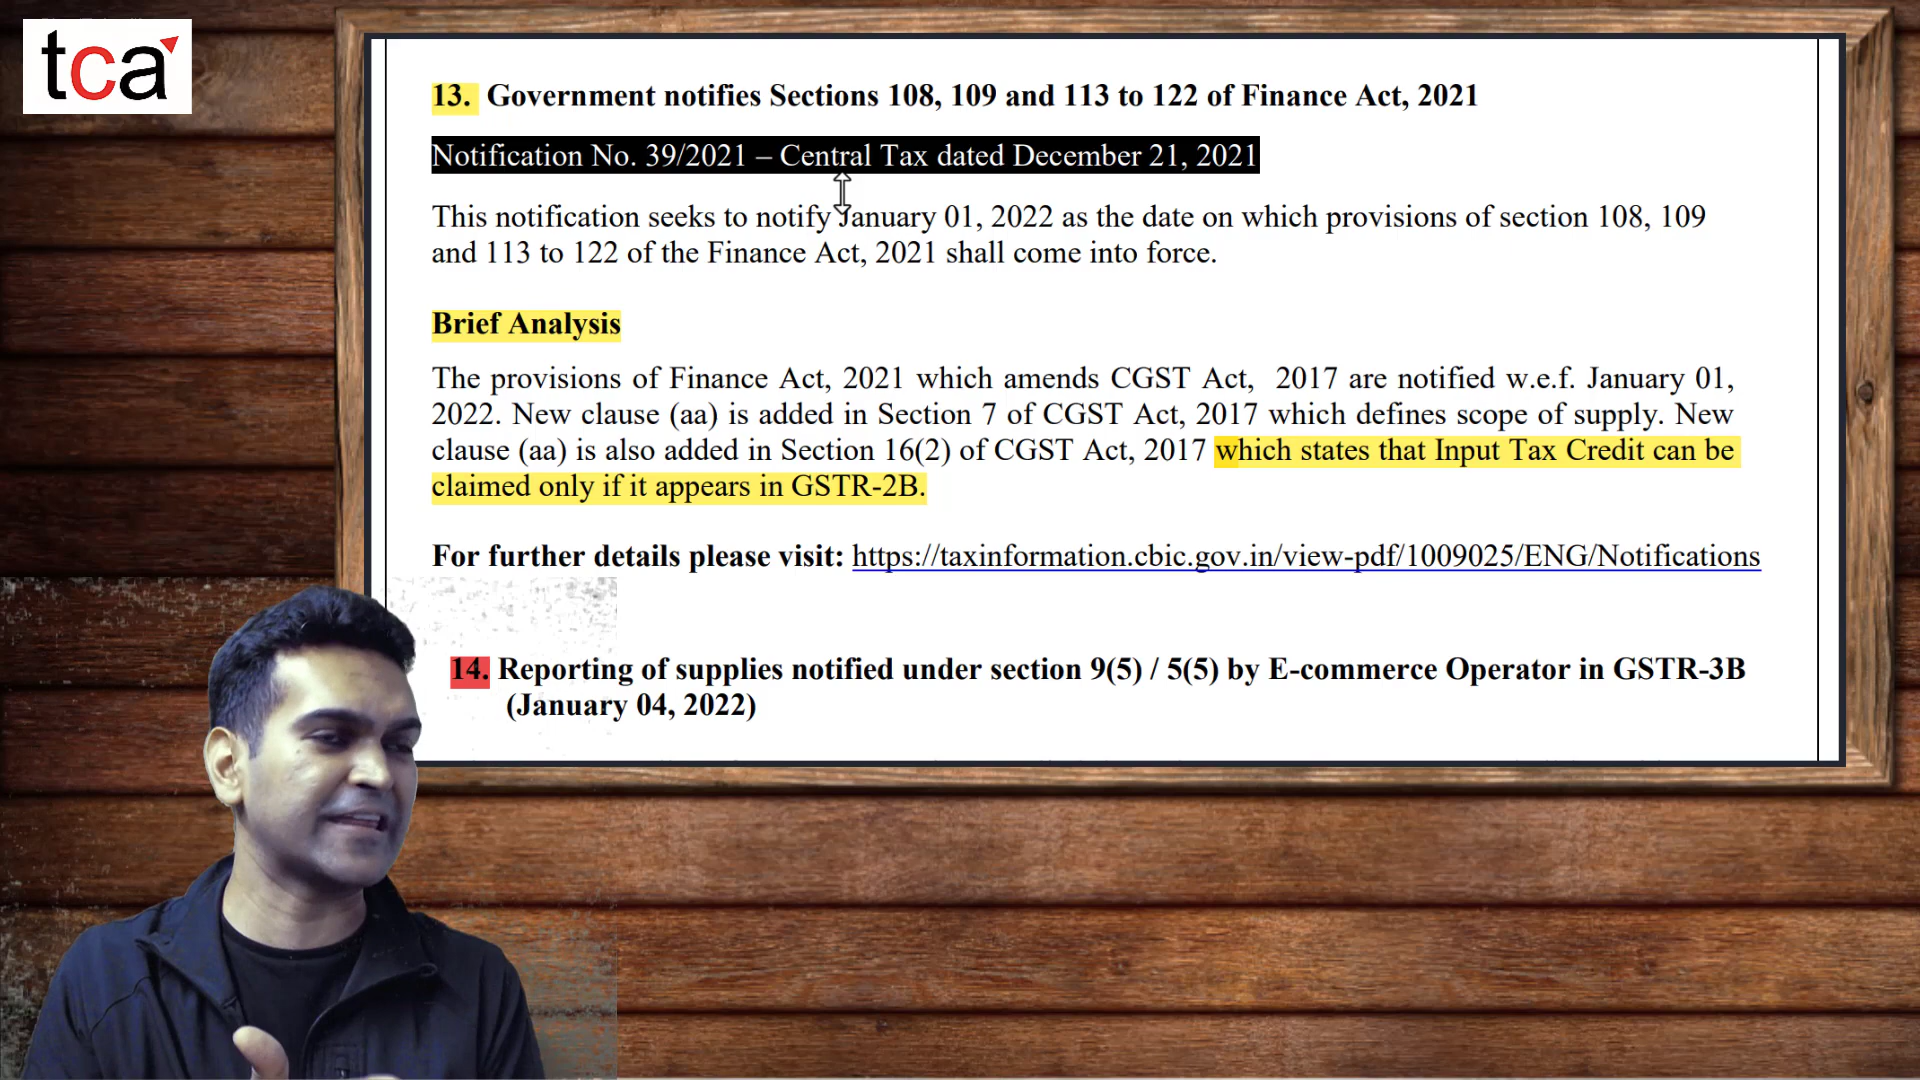 tca
13. Government notifies Sections 108, 109 and 113 to 122 of Finance Act, 2021
Notification No. 39/2021 – Central Tax dated December 21, 2021
This notification seeks to notify January 01, 2022 as the date on which provisions of section 108, 109
and 113 to 122 of the Finance Act, 2021 shall come into force.
Brief Analysis
The provisions of Finance Act, 2021 which amends CGST Act, 2017 are notified w.e.f. January 01,
2022. New clause (aa) is added in Section 7 of CGST Act, 2017 which defines scope of supply. New
clause (aa) is also added in Section 16(2) of CGST Act, 2017 which states that Input Tax Credit can be
claimed only if it appears in GSTR-2B.
For further details please visit: https://taxinformation.cbic.gov.in/view-pdf/1009025/ENG/Notifications
14. Reporting of supplies notified under section 9(5) / 5(5) by E-commerce Operator in GSTR-3B
(January 04, 2022)